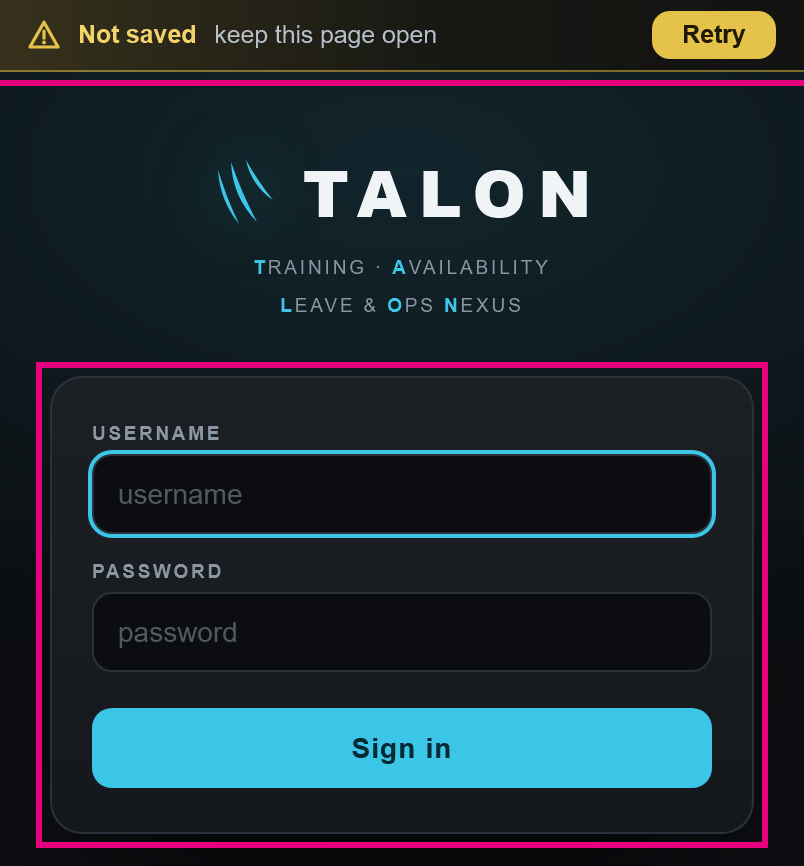 Not saved keep this page open Retry
TALON
TRAINING · AVAILABILITY
LEAVE & OPS NEXUS
USERNAME
username
PASSWORD
password
Sign in